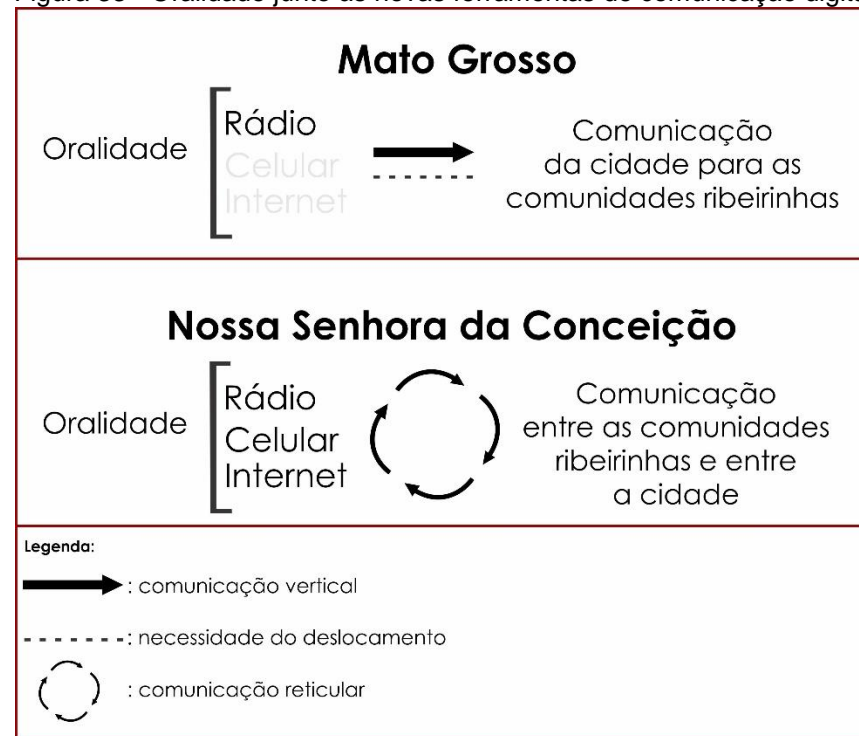 Mato Grosso
Oralidade
Rádio
Celular
Internet
Comunicação
da cidade para as
comunidades ribeirinhas
Nossa Senhora da Conceição
Oralidade
Rádio
Celular
Internet
Comunicação
entre as comunidades
ribeirinhas e entre
a cidade
Legenda:
: comunicação vertical
: necessidade do deslocamento
: comunicação reticular